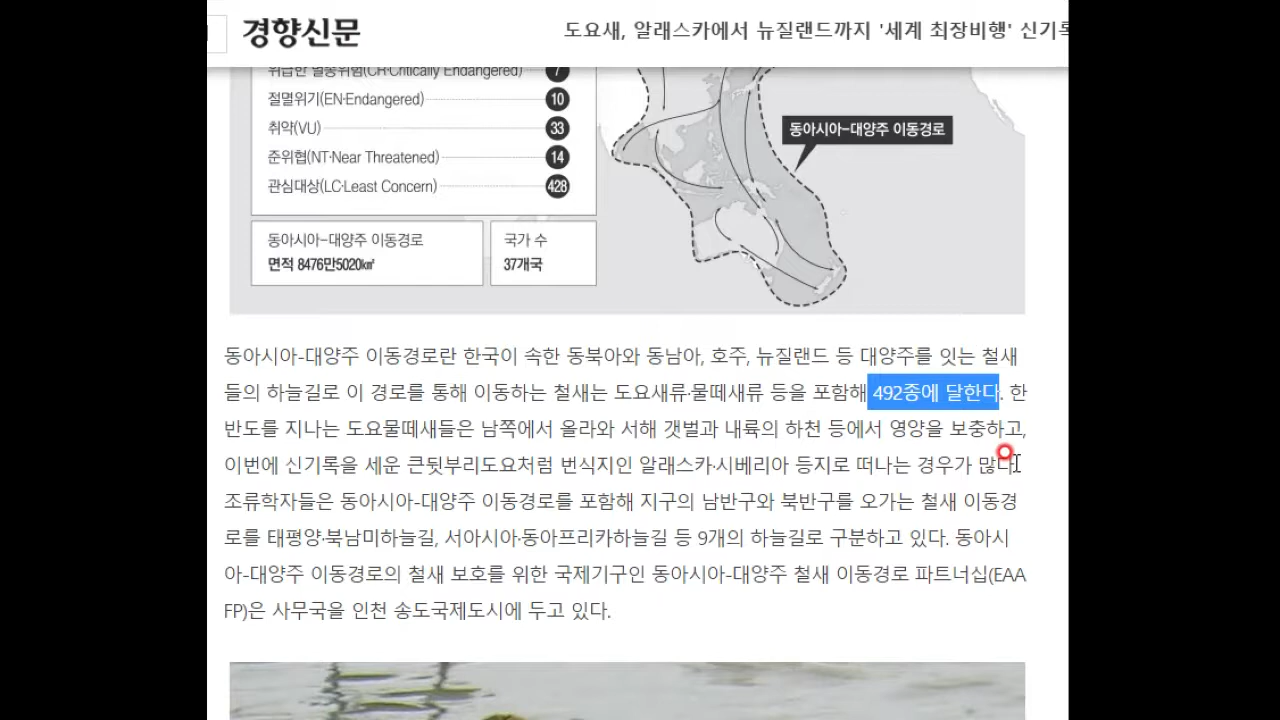 경향신문
도요새, 알래스카에서 뉴질랜드까지 '세계 최장비행' 신기록
위급한 멸종위험(CR·Critically Endangered) 7
절멸위기(EN·Endangered) 10
취약(VU) 33
준위협(NT·Near Threatened) 14
관심대상(LC·Least Concern) 428
동아시아-대양주 이동경로
동아시아-대양주 이동경로
면적 8476만5020㎢
국가 수
37개국
동아시아-대양주 이동경로란 한국이 속한 동북아와 동남아, 호주, 뉴질랜드 등 대양주를 잇는 철새
들의 하늘길로 이 경로를 통해 이동하는 철새는 도요새류·물떼새류 등을 포함해 492종에 달한다. 한
반도를 지나는 도요물떼새들은 남쪽에서 올라와 서해 갯벌과 내륙의 하천 등에서 영양을 보충하고,
이번에 신기록을 세운 큰뒷부리도요처럼 번식지인 알래스카·시베리아 등지로 떠나는 경우가 많다.
조류학자들은 동아시아-대양주 이동경로를 포함해 지구의 남반구와 북반구를 오가는 철새 이동경
로를 태평양·북남미하늘길, 서아시아·동아프리카하늘길 등 9개의 하늘길로 구분하고 있다. 동아시
아-대양주 이동경로의 철새 보호를 위한 국제기구인 동아시아-대양주 철새 이동경로 파트너십(EAA
FP)은 사무국을 인천 송도국제도시에 두고 있다.